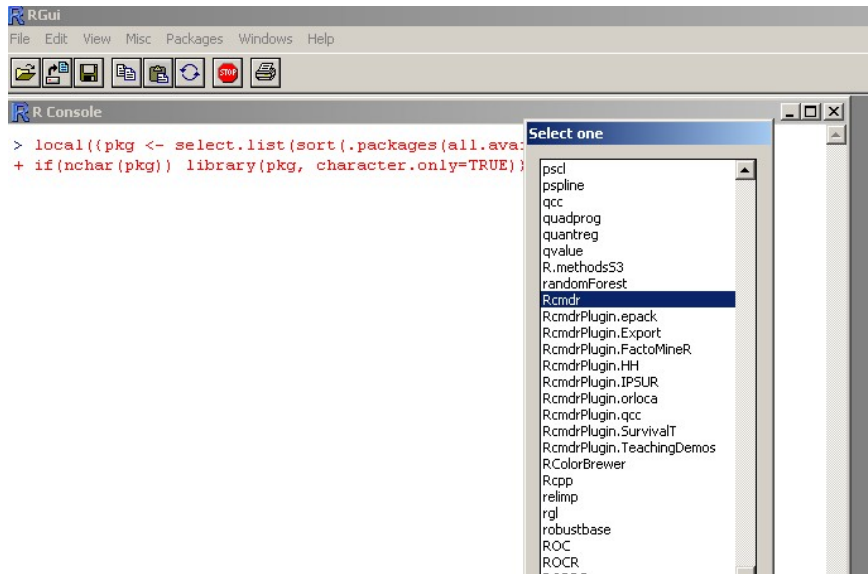 RGui
File Edit View Misc Packages Windows Help
STOP
R Console
> local({pkg <- select.list(sort(.packages(all.ava
+ if(nchar(pkg)) library(pkg, character.only=TRUE)}
Select one
pscl
pspline
qcc
quadprog
quantreg
qvalue
R.methodsS3
randomForest
Rcmdr
RcmdrPlugin.epack
RcmdrPlugin.Export
RcmdrPlugin.FactoMineR
RcmdrPlugin.HH
RcmdrPlugin.IPSUR
RcmdrPlugin.orloca
RcmdrPlugin.qcc
RcmdrPlugin.SurvivalT
RcmdrPlugin.TeachingDemos
RColorBrewer
Rcpp
relimp
rgl
robustbase
ROC
ROCR